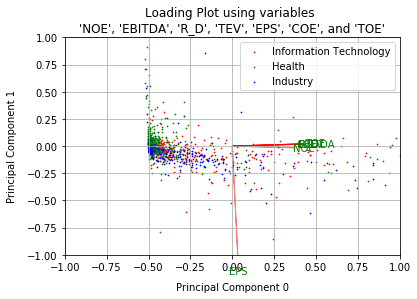 Loading Plot using variables
'NOE', 'EBITDA', 'R_D', 'TEV', 'EPS', 'COE', and 'TOE'
1.00
0.75
0.50
0.25
0.00
−0.25
−0.50
−0.75
−1.00
Principal Component 1
Information Technology
Health
Industry
NOE
EPS
−1.00 −0.75 −0.50 −0.25 0.00 0.25 0.50 0.75 1.00
Principal Component 0